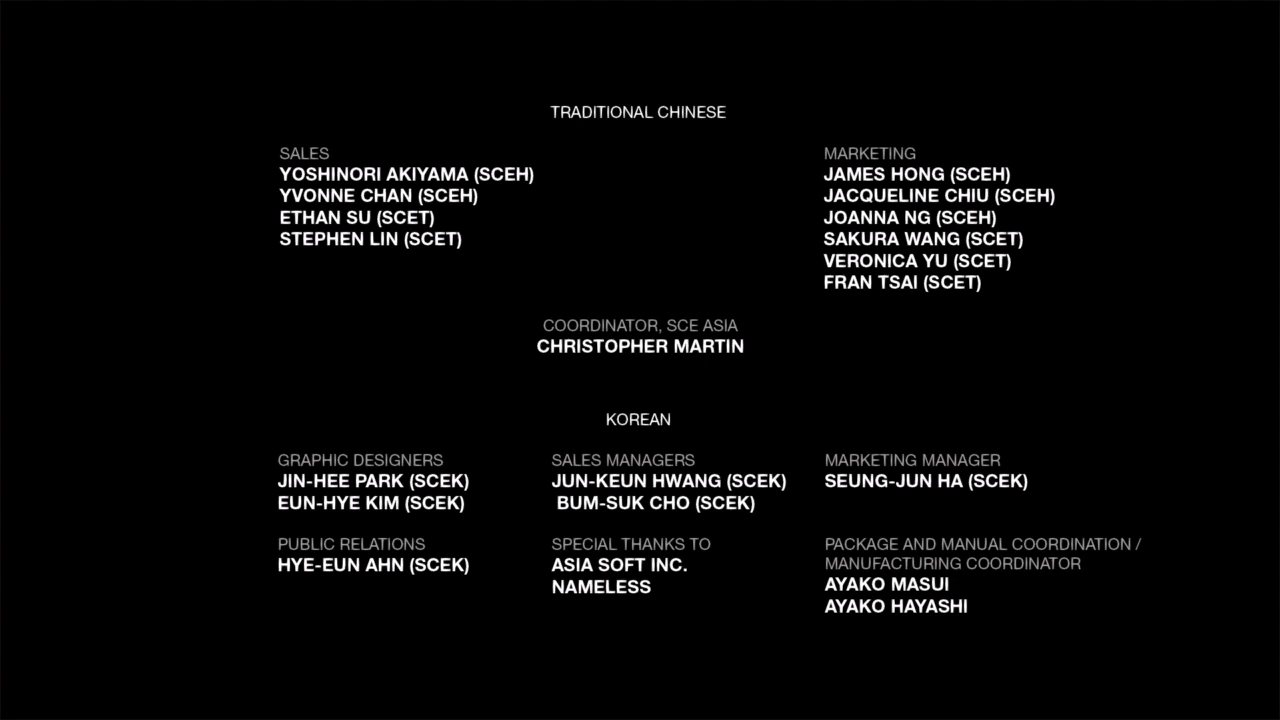 TRADITIONAL CHINESE
SALES
YOSHINORI AKIYAMA (SCEH)
YVONNE CHAN (SCEH)
ETHAN SU (SCET)
STEPHEN LIN (SCET)
MARKETING
JAMES HONG (SCEH)
JACQUELINE CHIU (SCEH)
JOANNA NG (SCEH)
SAKURA WANG (SCET)
VERONICA YU (SCET)
FRAN TSAI (SCET)
COORDINATOR, SCE ASIA
CHRISTOPHER MARTIN
KOREAN
GRAPHIC DESIGNERS
JIN-HEE PARK (SCEK)
EUN-HYE KIM (SCEK)
SALES MANAGERS
JUN-KEUN HWANG (SCEK)
BUM-SUK CHO (SCEK)
MARKETING MANAGER
SEUNG-JUN HA (SCEK)
PUBLIC RELATIONS
HYE-EUN AHN (SCEK)
SPECIAL THANKS TO
ASIA SOFT INC.
NAMELESS
PACKAGE AND MANUAL COORDINATION /
MANUFACTURING COORDINATOR
AYAKO MASUI
AYAKO HAYASHI